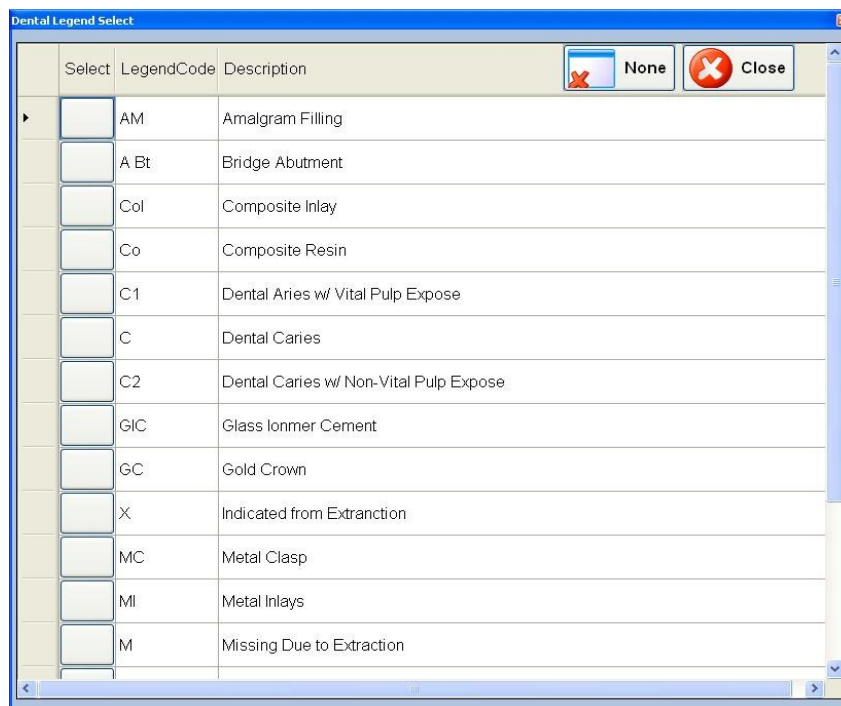 Dental Legend Select
Select LegendCode Description None Close
AM Amalgram Filling
A Bt Bridge Abutment
CoI Composite Inlay
Co Composite Resin
C1 Dental Aries w/ Vital Pulp Expose
C Dental Caries
C2 Dental Caries w/ Non-Vital Pulp Expose
GIC Glass Ionmer Cement
GC Gold Crown
X Indicated from Extranction
MC Metal Clasp
MI Metal Inlays
M Missing Due to Extraction